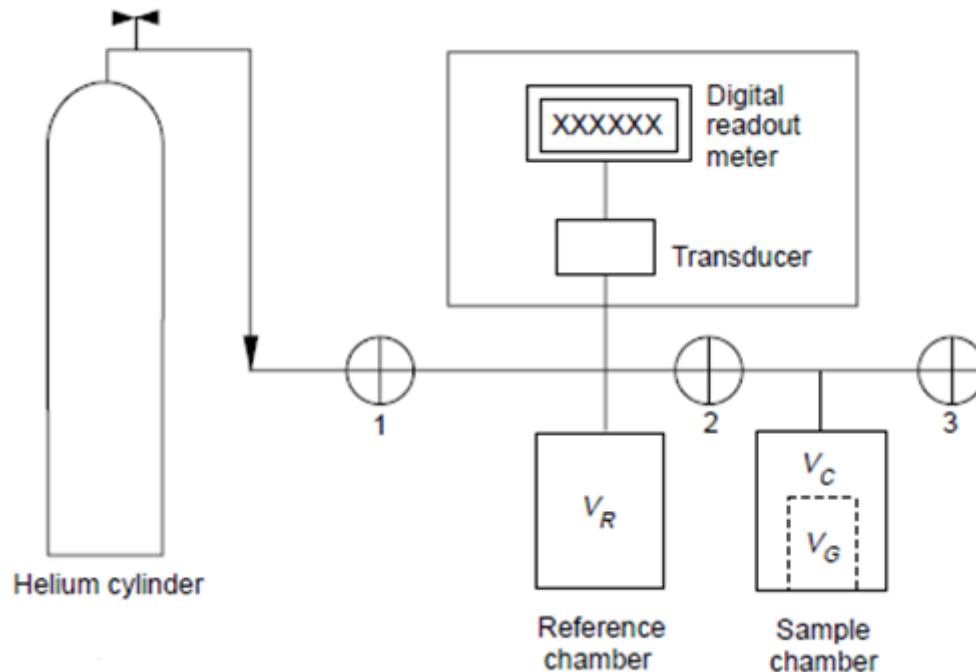 XXXXXX
Digital
readout
meter
Transducer
1
2
3
V_R
V_C
V_G
Helium cylinder
Reference
chamber
Sample
chamber